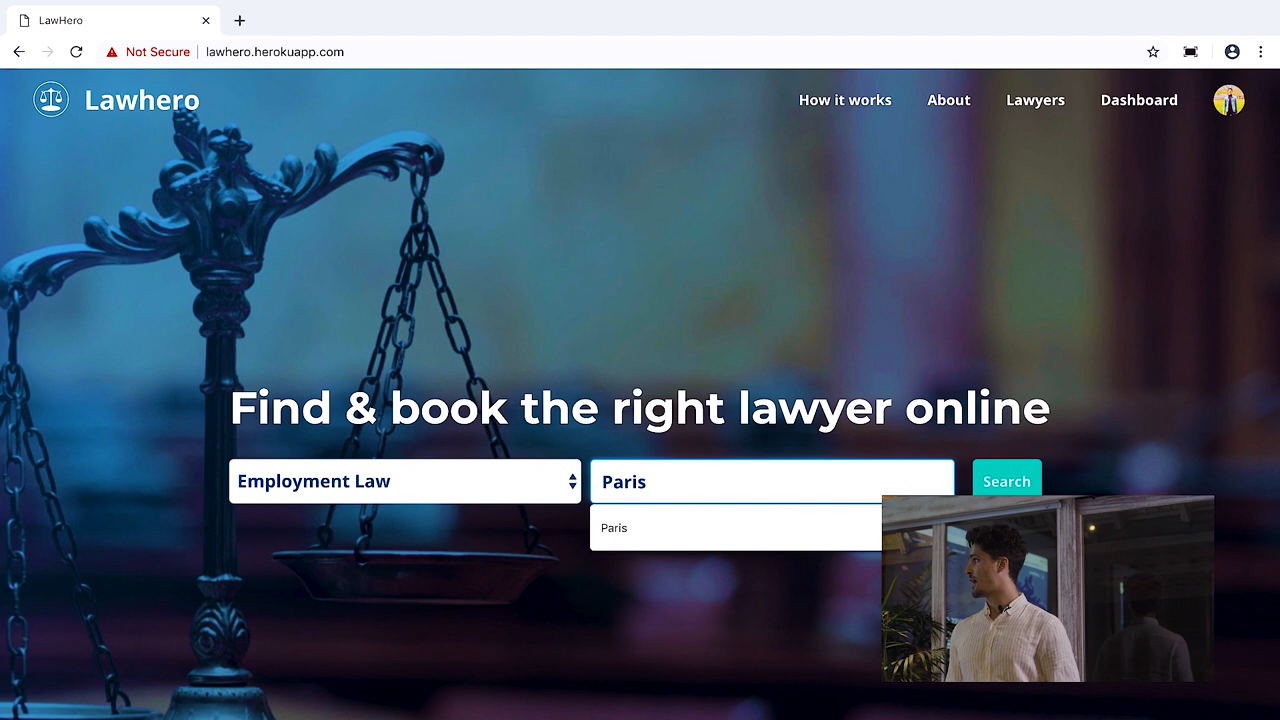 LawHero
Not Secure lawhero.herokuapp.com
Lawhero
How it works About Lawyers Dashboard
Find & book the right lawyer online
Employment Law Paris Search
Paris